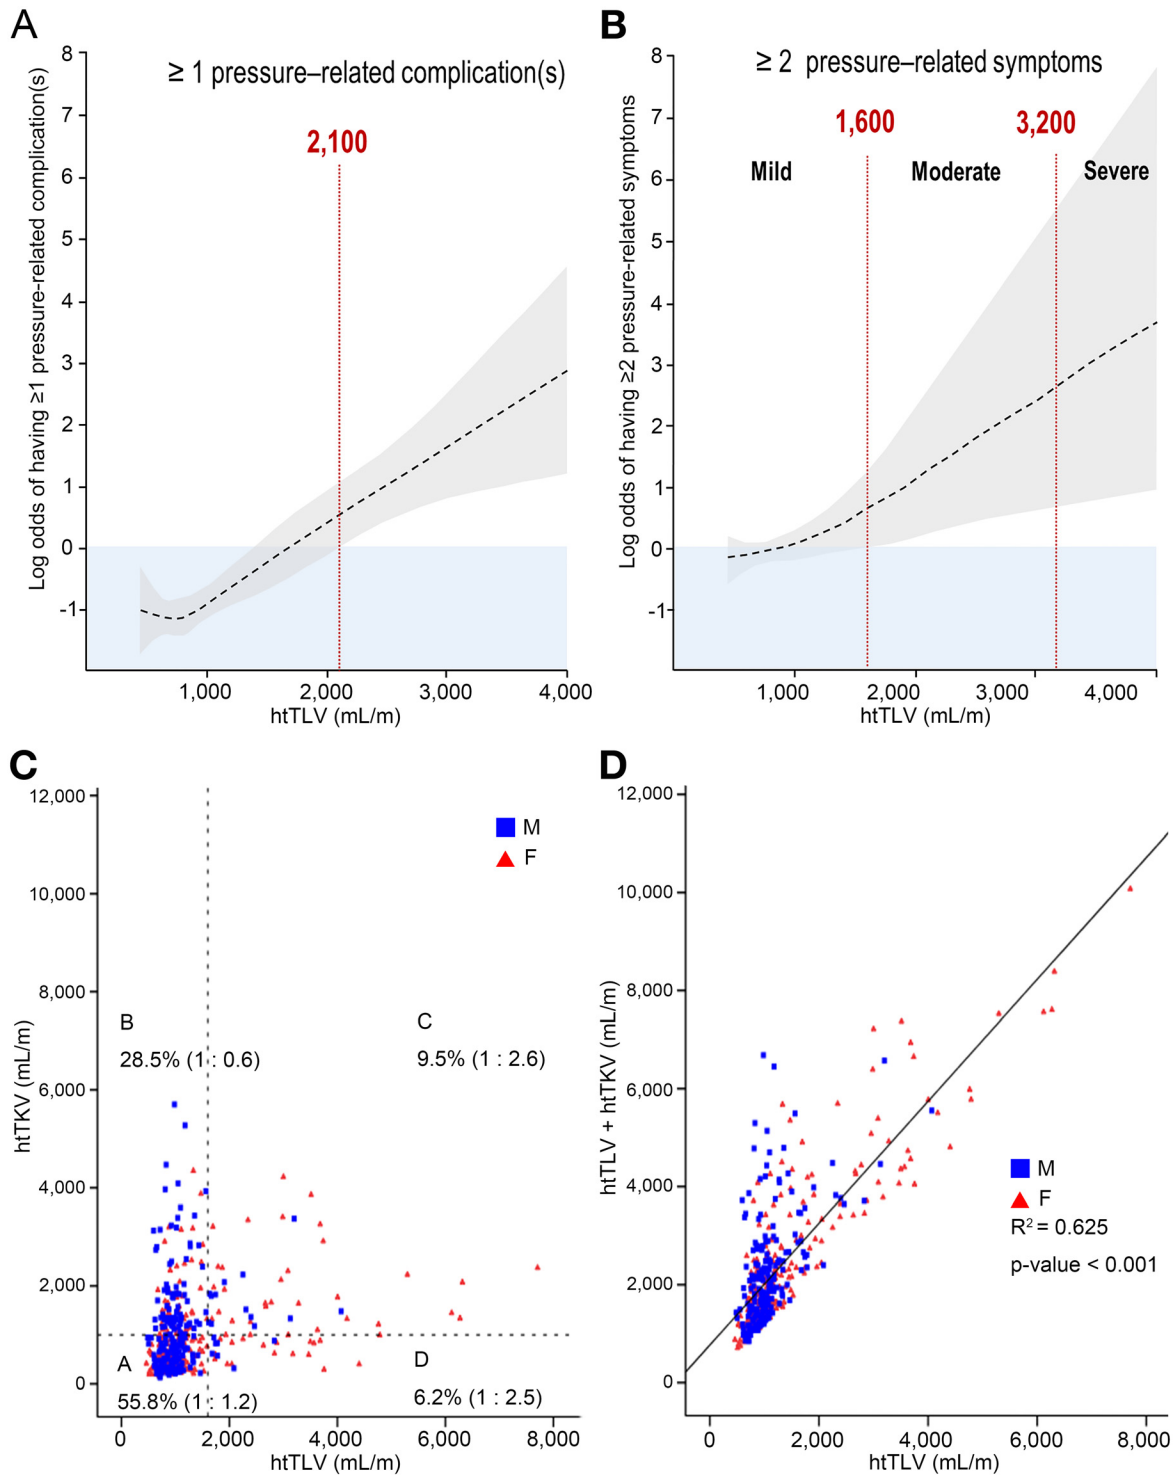 A
≥ 1 pressure–related complication(s)
Log odds of having ≥1 pressure-related complication(s)
8
7
6
5
4
3
2
1
0
-1
2,100
1,000
2,000
3,000
4,000
htTLV (mL/m)
B
≥ 2 pressure–related symptoms
Log odds of having ≥2 pressure-related symptoms
8
7
6
5
4
3
2
1
0
-1
1,600
3,200
Mild
Moderate
Severe
1,000
2,000
3,000
4,000
htTLV (mL/m)
C
htTKV (mL/m)
12,000
10,000
8,000
6,000
4,000
2,000
0
M
F
B
28.5% (1 : 0.6)
C
9.5% (1 : 2.6)
A
55.8% (1 : 1.2)
D
6.2% (1 : 2.5)
0
2,000
4,000
6,000
8,000
htTLV (mL/m)
D
htTLV + htTKV (mL/m)
12,000
10,000
8,000
6,000
4,000
2,000
0
M
F
R² = 0.625
p-value < 0.001
0
2,000
4,000
6,000
8,000
htTLV (mL/m)